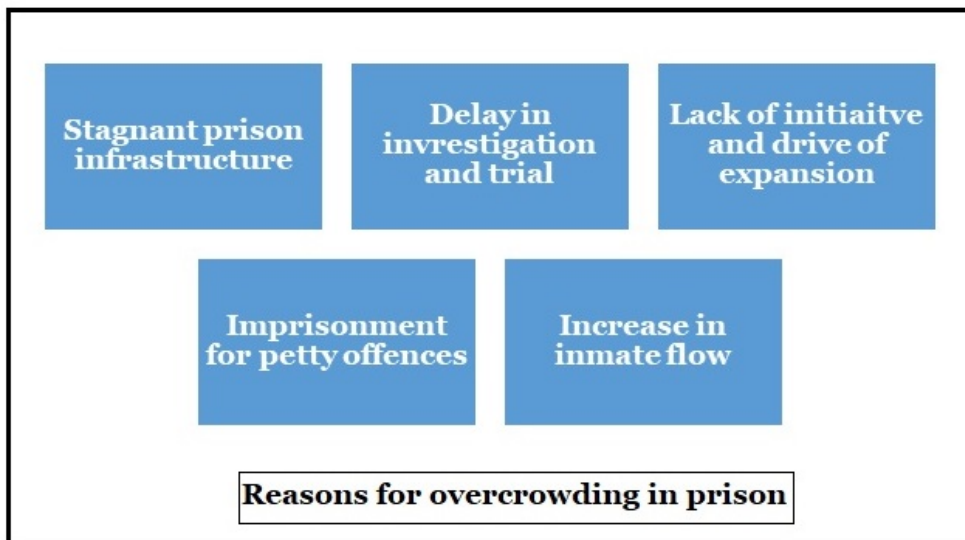 Stagnant prison
infrastructure
Delay in
invrestigation
and trial
Lack of initiaitve
and drive of
expansion
Imprisonment
for petty offences
Increase in
inmate flow
Reasons for overcrowding in prison